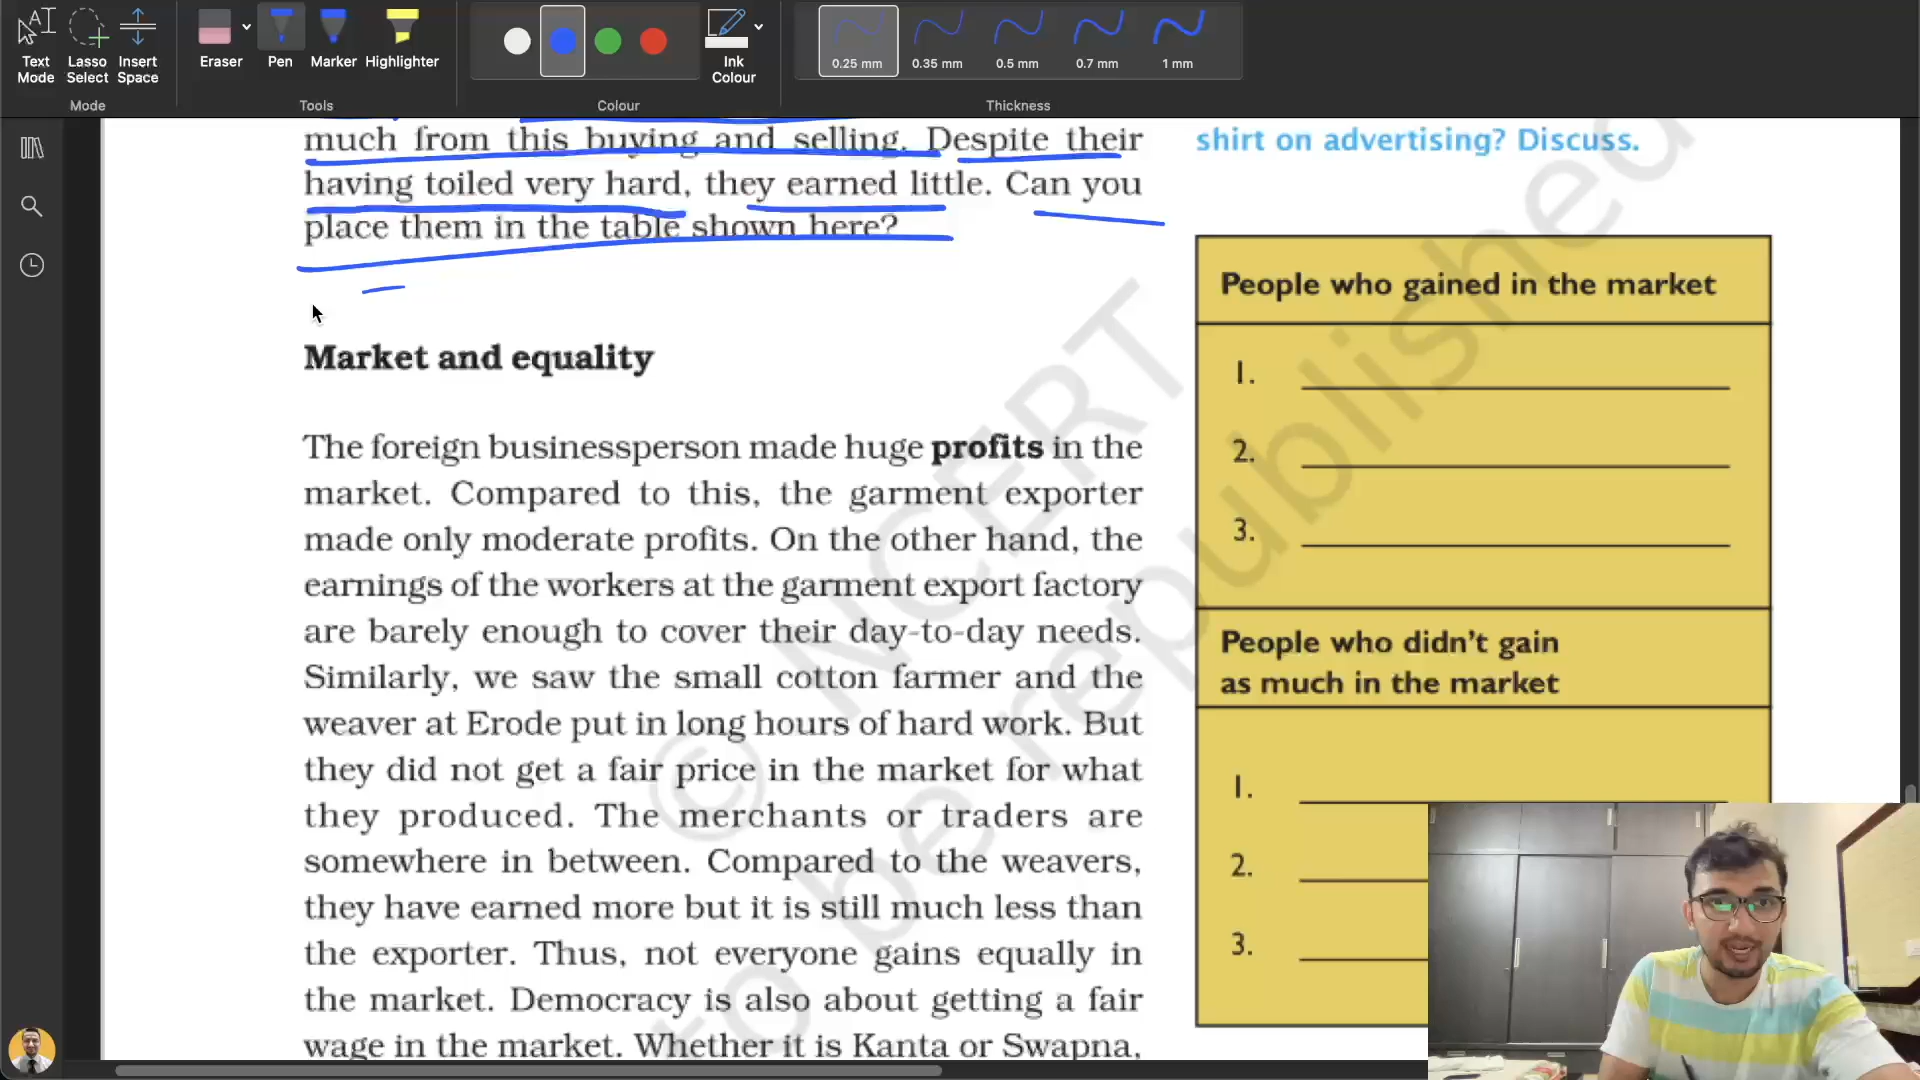 Text Mode
Lasso Select
Insert Space
Mode
Eraser
Pen
Marker
Highlighter
Tools
Colour
Ink Colour
0.25 mm
0.35 mm
0.5 mm
0.7 mm
1 mm
Thickness
much from this buying and selling. Despite their
having toiled very hard, they earned little. Can you
place them in the table shown here?
Market and equality
The foreign businessperson made huge profits in the
market. Compared to this, the garment exporter
made only moderate profits. On the other hand, the
earnings of the workers at the garment export factory
are barely enough to cover their day-to-day needs.
Similarly, we saw the small cotton farmer and the
weaver at Erode put in long hours of hard work. But
they did not get a fair price in the market for what
they produced. The merchants or traders are
somewhere in between. Compared to the weavers,
they have earned more but it is still much less than
the exporter. Thus, not everyone gains equally in
the market. Democracy is also about getting a fair
wage in the market. Whether it is Kanta or Swapna,
shirt on advertising? Discuss.
People who gained in the market
1.
2.
3.
People who didn't gain
as much in the market
1.
2.
3.
© NCERT
to be republished